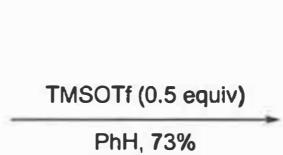 TMSOTf (0.5 equiv)
PhH, 73%